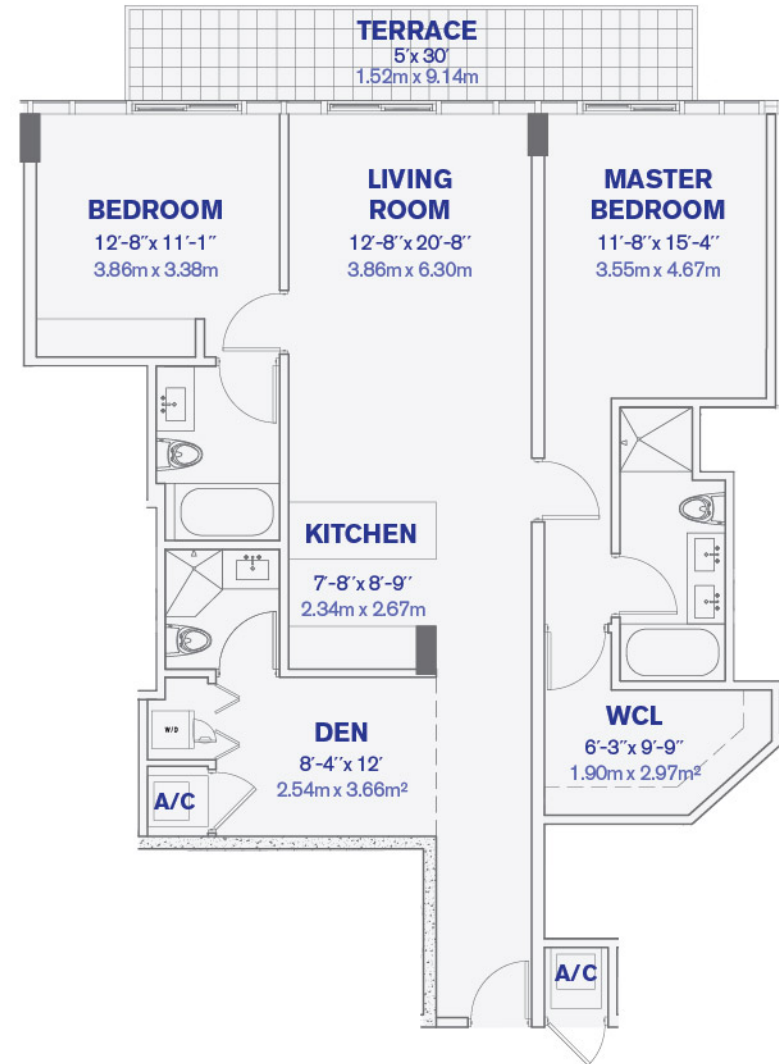 TERRACE
5′x 30′
1.52m x 9.14m
BEDROOM
12′-8″x 11′-1″
3.86m x 3.38m
LIVING
ROOM
12′-8″x 20′-8″
3.86m x 6.30m
MASTER
BEDROOM
11′-8″x 15′-4″
3.55m x 4.67m
KITCHEN
7′-8″x 8′-9″
2.34m x 2.67m
W/D
DEN
8′-4″x 12′
2.54m x 3.66m²
A/C
WCL
6′-3″x 9′-9″
1.90m x 2.97m²
A/C